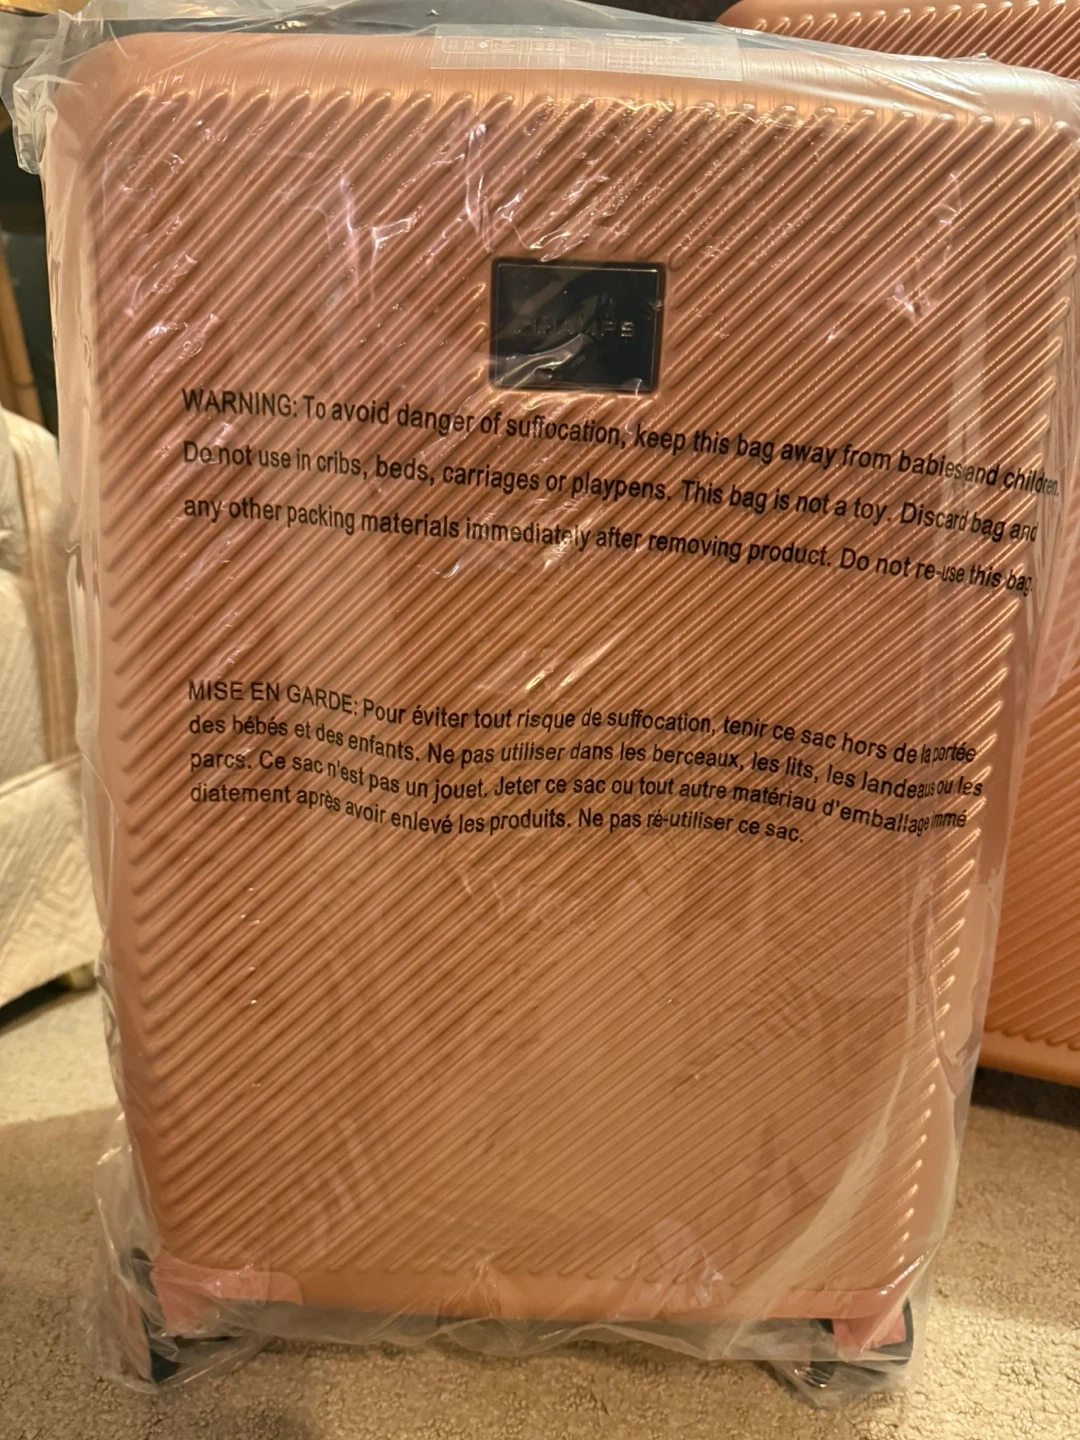 CHAMPS
WARNING: To avoid danger of suffocation, keep this bag away from babies and children.
Do not use in cribs, beds, carriages or playpens. This bag is not a toy. Discard bag and
any other packing materials immediately after removing product. Do not re-use this bag.
MISE EN GARDE: Pour éviter tout risque de suffocation, tenir ce sac hors de la portée
des bébés et des enfants. Ne pas utiliser dans les berceaux, les lits, les landeaus ou les
parcs. Ce sac n'est pas un jouet. Jeter ce sac ou tout autre matériau d'emballage immé
diatement après avoir enlevé les produits. Ne pas ré-utiliser ce sac.